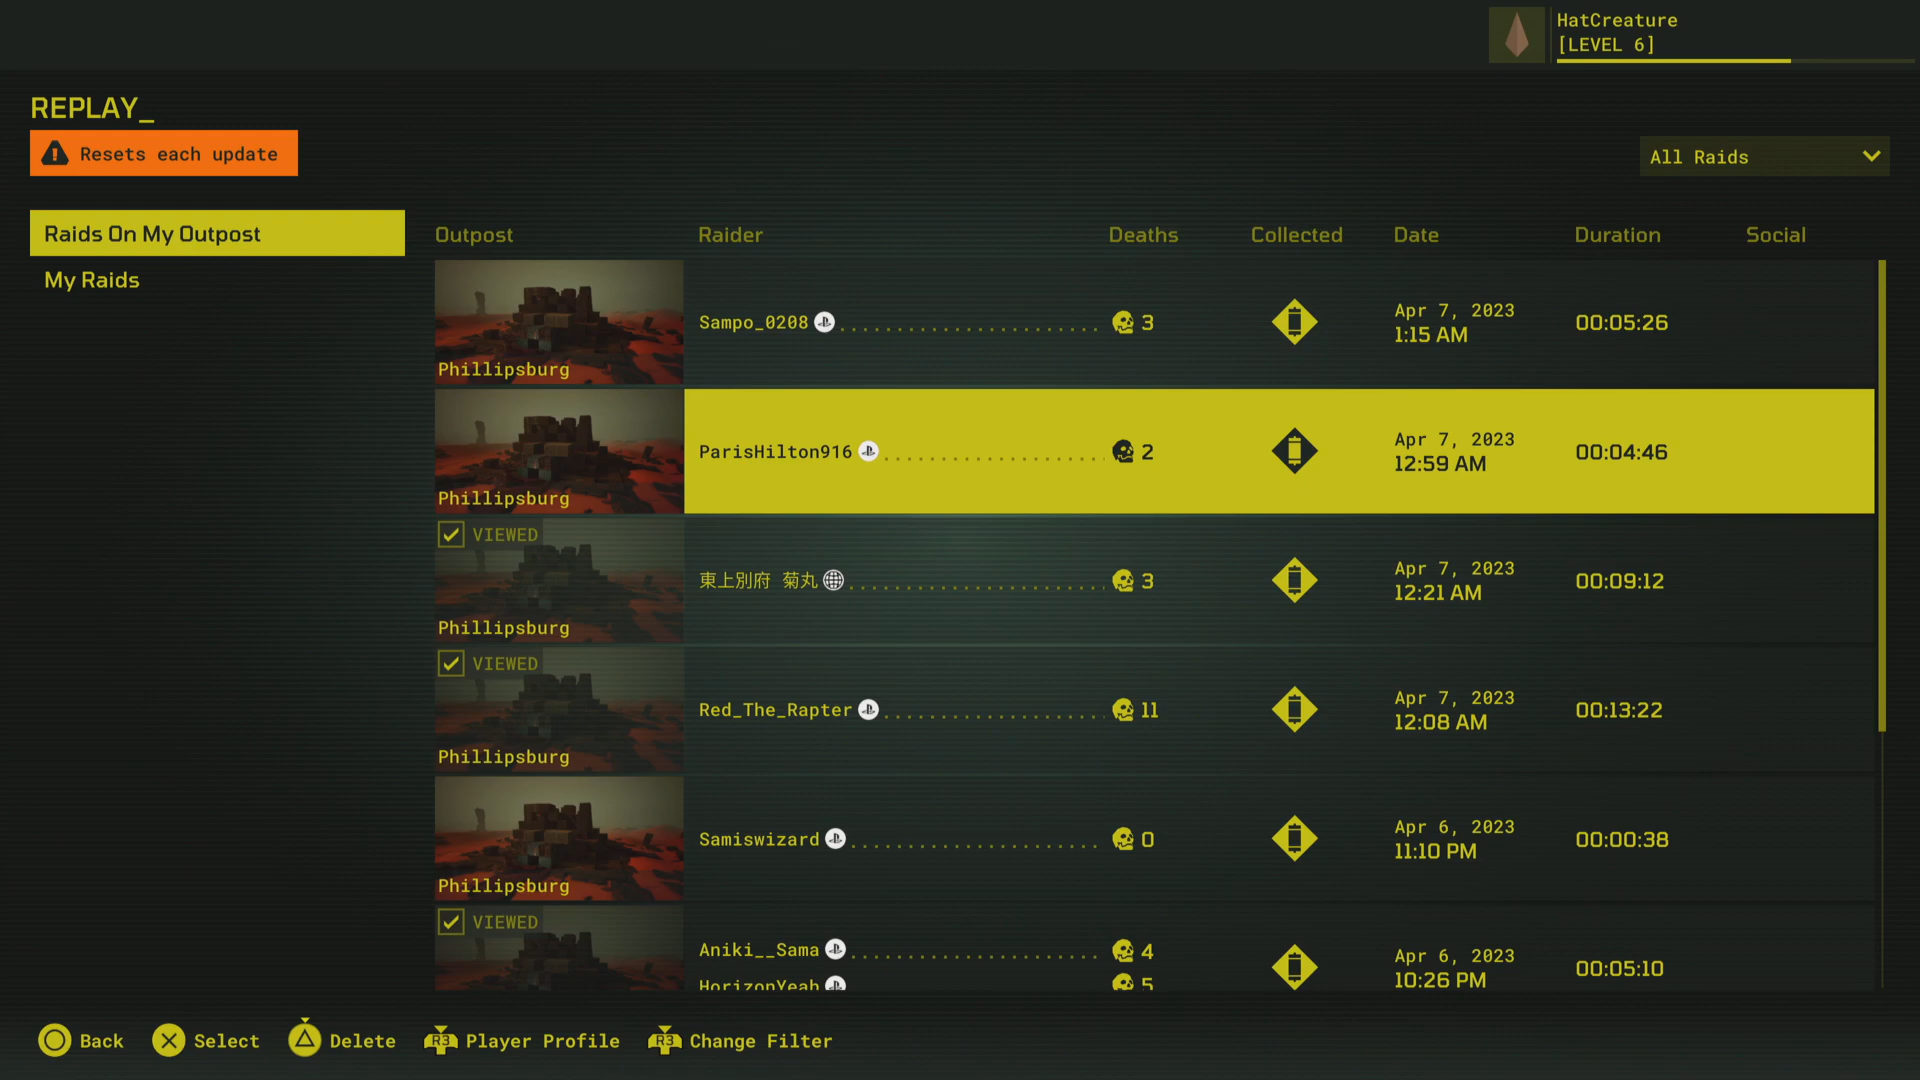 HatCreature
[LEVEL 6]
REPLAY_
Resets each update
All Raids
Raids On My Outpost
My Raids
Outpost Raider Deaths Collected Date Duration Social
Sampo_0208 3 Apr 7, 2023 00:05:26
1:15 AM
Phillipsburg
ParisHilton916 2 Apr 7, 2023 00:04:46
12:59 AM
Phillipsburg
VIEWED
東上別府 菊丸 3 Apr 7, 2023 00:09:12
12:21 AM
Phillipsburg
VIEWED
Red_The_Rapter 11 Apr 7, 2023 00:13:22
12:08 AM
Phillipsburg
Samiswizard 0 Apr 6, 2023 00:00:38
11:10 PM
Phillipsburg
VIEWED
Aniki__Sama 4 Apr 6, 2023 00:05:10
10:26 PM
HorizonYeah 5
Back Select Delete R3 Player Profile R3 Change Filter